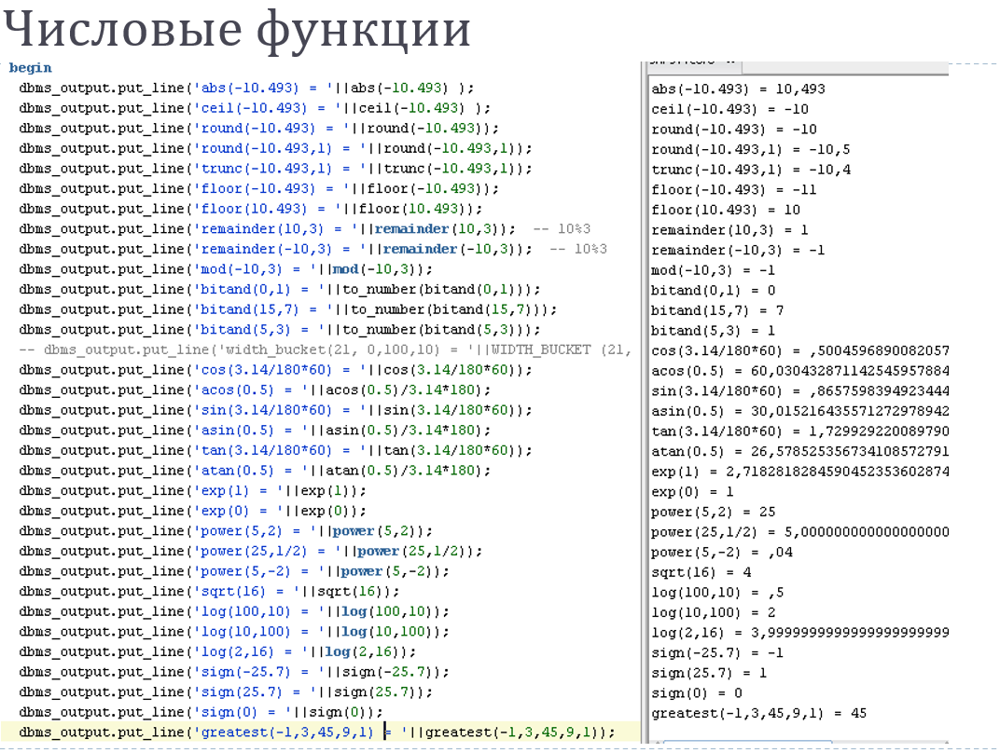 Числовые функции
begin
dbms_output.put_line('abs(-10.493) = '||abs(-10.493) );
dbms_output.put_line('ceil(-10.493) = '||ceil(-10.493) );
dbms_output.put_line('round(-10.493) = '||round(-10.493));
dbms_output.put_line('round(-10.493,1) = '||round(-10.493,1));
dbms_output.put_line('trunc(-10.493,1) = '||trunc(-10.493,1));
dbms_output.put_line('floor(-10.493) = '||floor(-10.493));
dbms_output.put_line('floor(10.493) = '||floor(10.493));
dbms_output.put_line('remainder(10,3) = '||remainder(10,3));  -- 10%3
dbms_output.put_line('remainder(-10,3) = '||remainder(-10,3));  -- 10%3
dbms_output.put_line('mod(-10,3) = '||mod(-10,3));
dbms_output.put_line('bitand(0,1) = '||to_number(bitand(0,1)));
dbms_output.put_line('bitand(15,7) = '||to_number(bitand(15,7)));
dbms_output.put_line('bitand(5,3) = '||to_number(bitand(5,3)));
-- dbms_output.put_line('width_bucket(21, 0,100,10) = '||WIDTH_BUCKET (21,
dbms_output.put_line('cos(3.14/180*60) = '||cos(3.14/180*60));
dbms_output.put_line('acos(0.5) = '||acos(0.5)/3.14*180);
dbms_output.put_line('sin(3.14/180*60) = '||sin(3.14/180*60));
dbms_output.put_line('asin(0.5) = '||asin(0.5)/3.14*180);
dbms_output.put_line('tan(3.14/180*60) = '||tan(3.14/180*60));
dbms_output.put_line('atan(0.5) = '||atan(0.5)/3.14*180);
dbms_output.put_line('exp(1) = '||exp(1));
dbms_output.put_line('exp(0) = '||exp(0));
dbms_output.put_line('power(5,2) = '||power(5,2));
dbms_output.put_line('power(25,1/2) = '||power(25,1/2));
dbms_output.put_line('power(5,-2) = '||power(5,-2));
dbms_output.put_line('sqrt(16) = '||sqrt(16));
dbms_output.put_line('log(100,10) = '||log(100,10));
dbms_output.put_line('log(10,100) = '||log(10,100));
dbms_output.put_line('log(2,16) = '||log(2,16));
dbms_output.put_line('sign(-25.7) = '||sign(-25.7));
dbms_output.put_line('sign(25.7) = '||sign(25.7));
dbms_output.put_line('sign(0) = '||sign(0));
dbms_output.put_line('greatest(-1,3,45,9,1) = '||greatest(-1,3,45,9,1));
abs(-10.493) = 10,493
ceil(-10.493) = -10
round(-10.493) = -10
round(-10.493,1) = -10,5
trunc(-10.493,1) = -10,4
floor(-10.493) = -11
floor(10.493) = 10
remainder(10,3) = 1
remainder(-10,3) = -1
mod(-10,3) = -1
bitand(0,1) = 0
bitand(15,7) = 7
bitand(5,3) = 1
cos(3.14/180*60) = ,5004596890082057
acos(0.5) = 60,030432871142545957884
sin(3.14/180*60) = ,8657598394923444
asin(0.5) = 30,015216435571272978942
tan(3.14/180*60) = 1,729929220089790
atan(0.5) = 26,578525356734108572791
exp(1) = 2,7182818284590452353602874
exp(0) = 1
power(5,2) = 25
power(25,1/2) = 5,000000000000000000
power(5,-2) = ,04
sqrt(16) = 4
log(100,10) = ,5
log(10,100) = 2
log(2,16) = 3,9999999999999999999999
sign(-25.7) = -1
sign(25.7) = 1
sign(0) = 0
greatest(-1,3,45,9,1) = 45